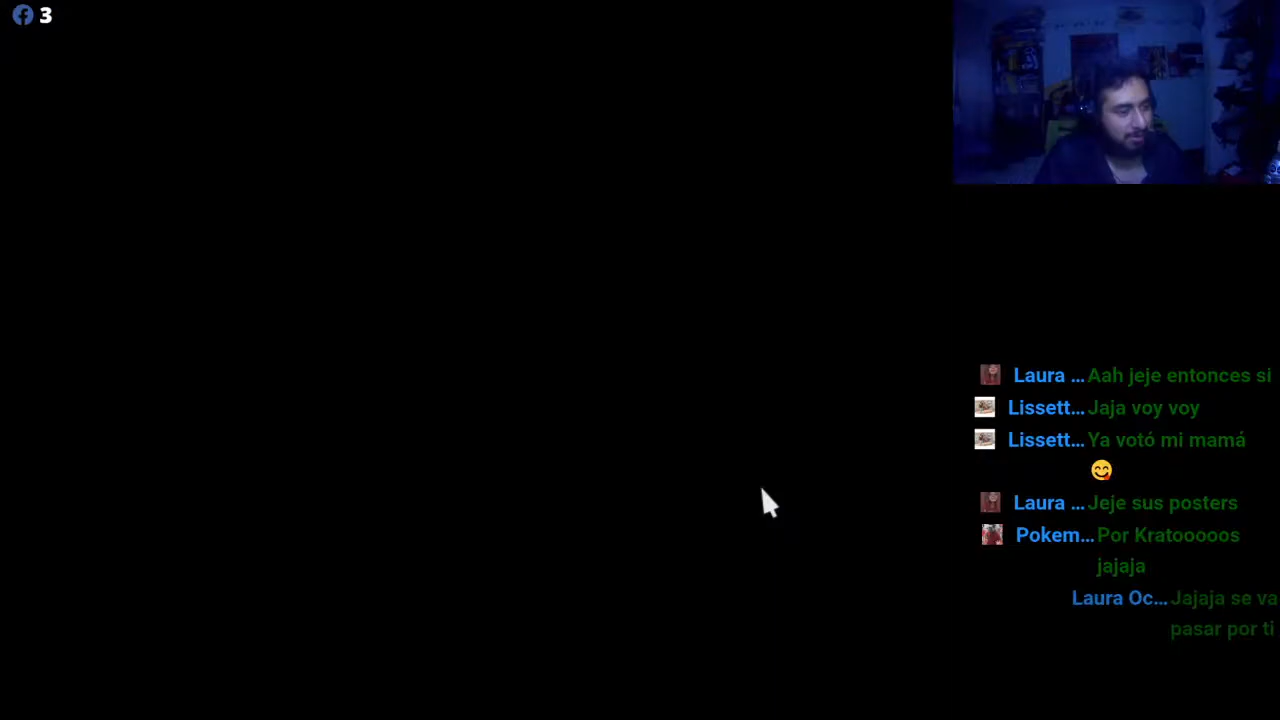 3
Laura ... Aah jeje entonces si
Lissett... Jaja voy voy
Lissett... Ya votó mi mamá
😋
Laura ... Jeje sus posters
Pokem... Por Kratooooos
jajaja
Laura Oc... Jajaja se va
pasar por ti